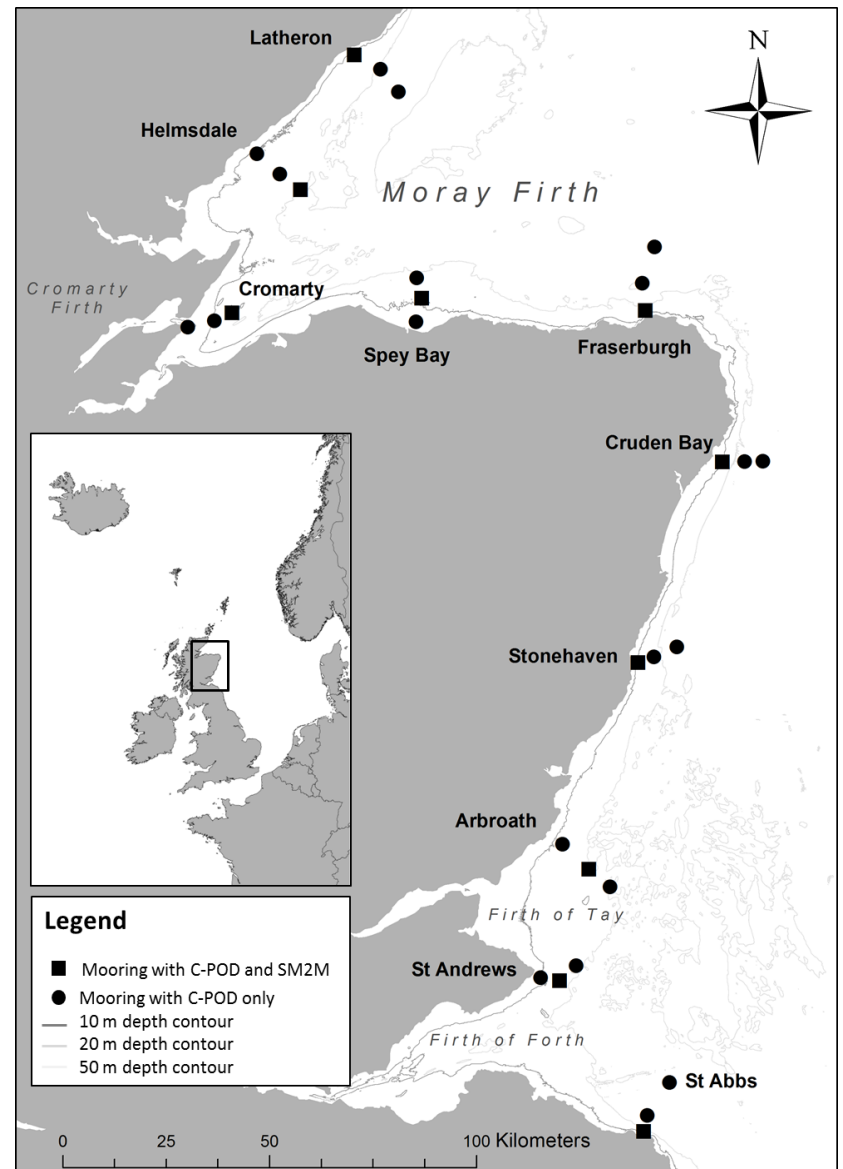 Latheron
N
Helmsdale
Moray Firth
Cromarty
Firth
Cromarty
Spey Bay
Fraserburgh
Cruden Bay
Stonehaven
Arbroath
Firth of Tay
St Andrews
Firth of Forth
St Abbs
Legend
Mooring with C-POD and SM2M
Mooring with C-POD only
10 m depth contour
20 m depth contour
50 m depth contour
0 25 50 100 Kilometers